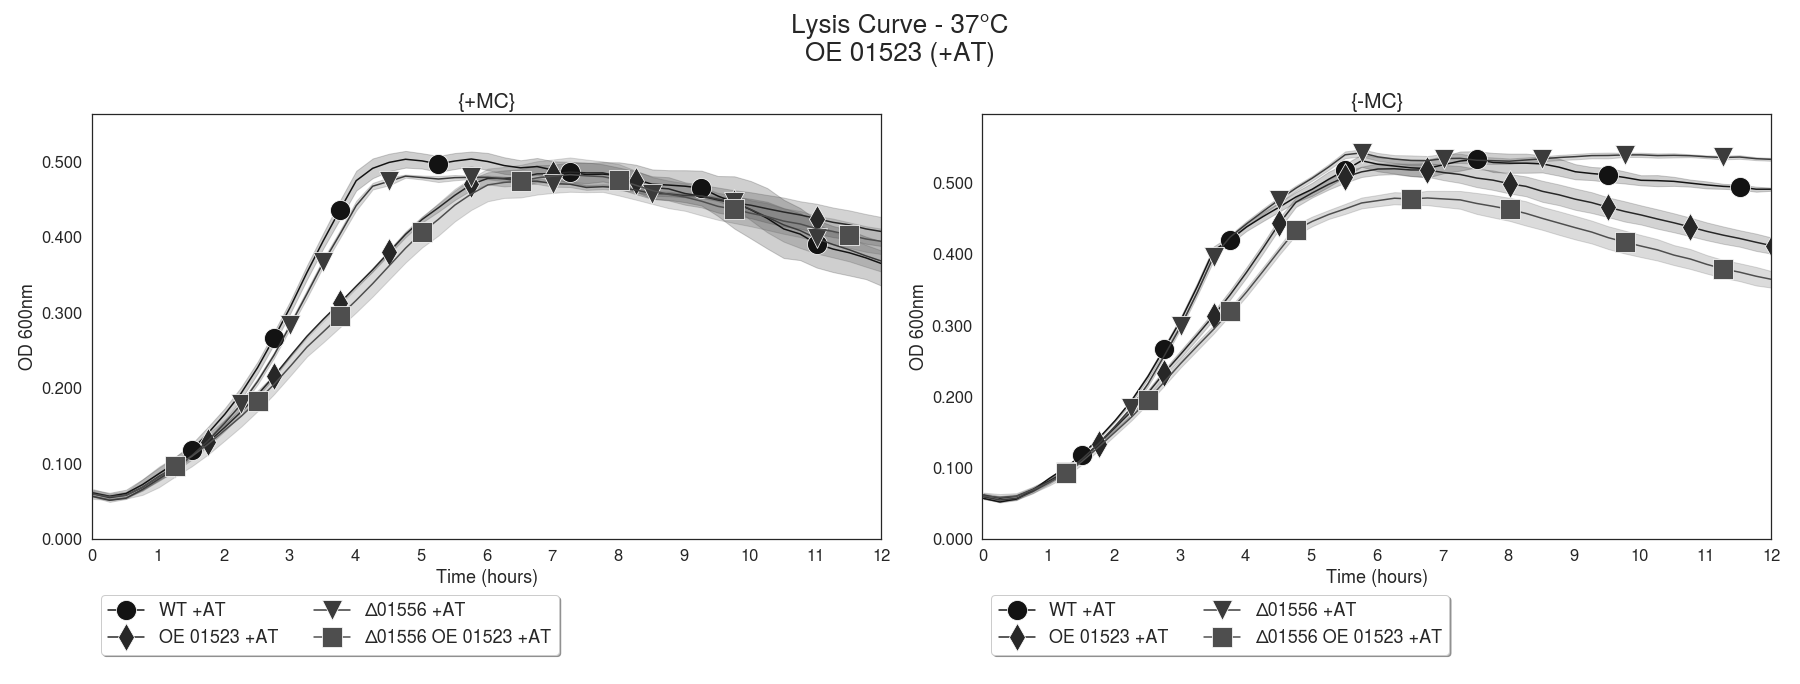 Lysis Curve - 37°C
OE 01523 (+AT)
{+MC}
0.500
0.400
0.300
0.200
0.100
0.000
OD 600nm
0 1 2 3 4 5 6 7 8 9 10 11 12
Time (hours)
WT +AT
OE 01523 +AT
Δ01556 +AT
Δ01556 OE 01523 +AT
{-MC}
0.500
0.400
0.300
0.200
0.100
0.000
OD 600nm
0 1 2 3 4 5 6 7 8 9 10 11 12
Time (hours)
WT +AT
OE 01523 +AT
Δ01556 +AT
Δ01556 OE 01523 +AT